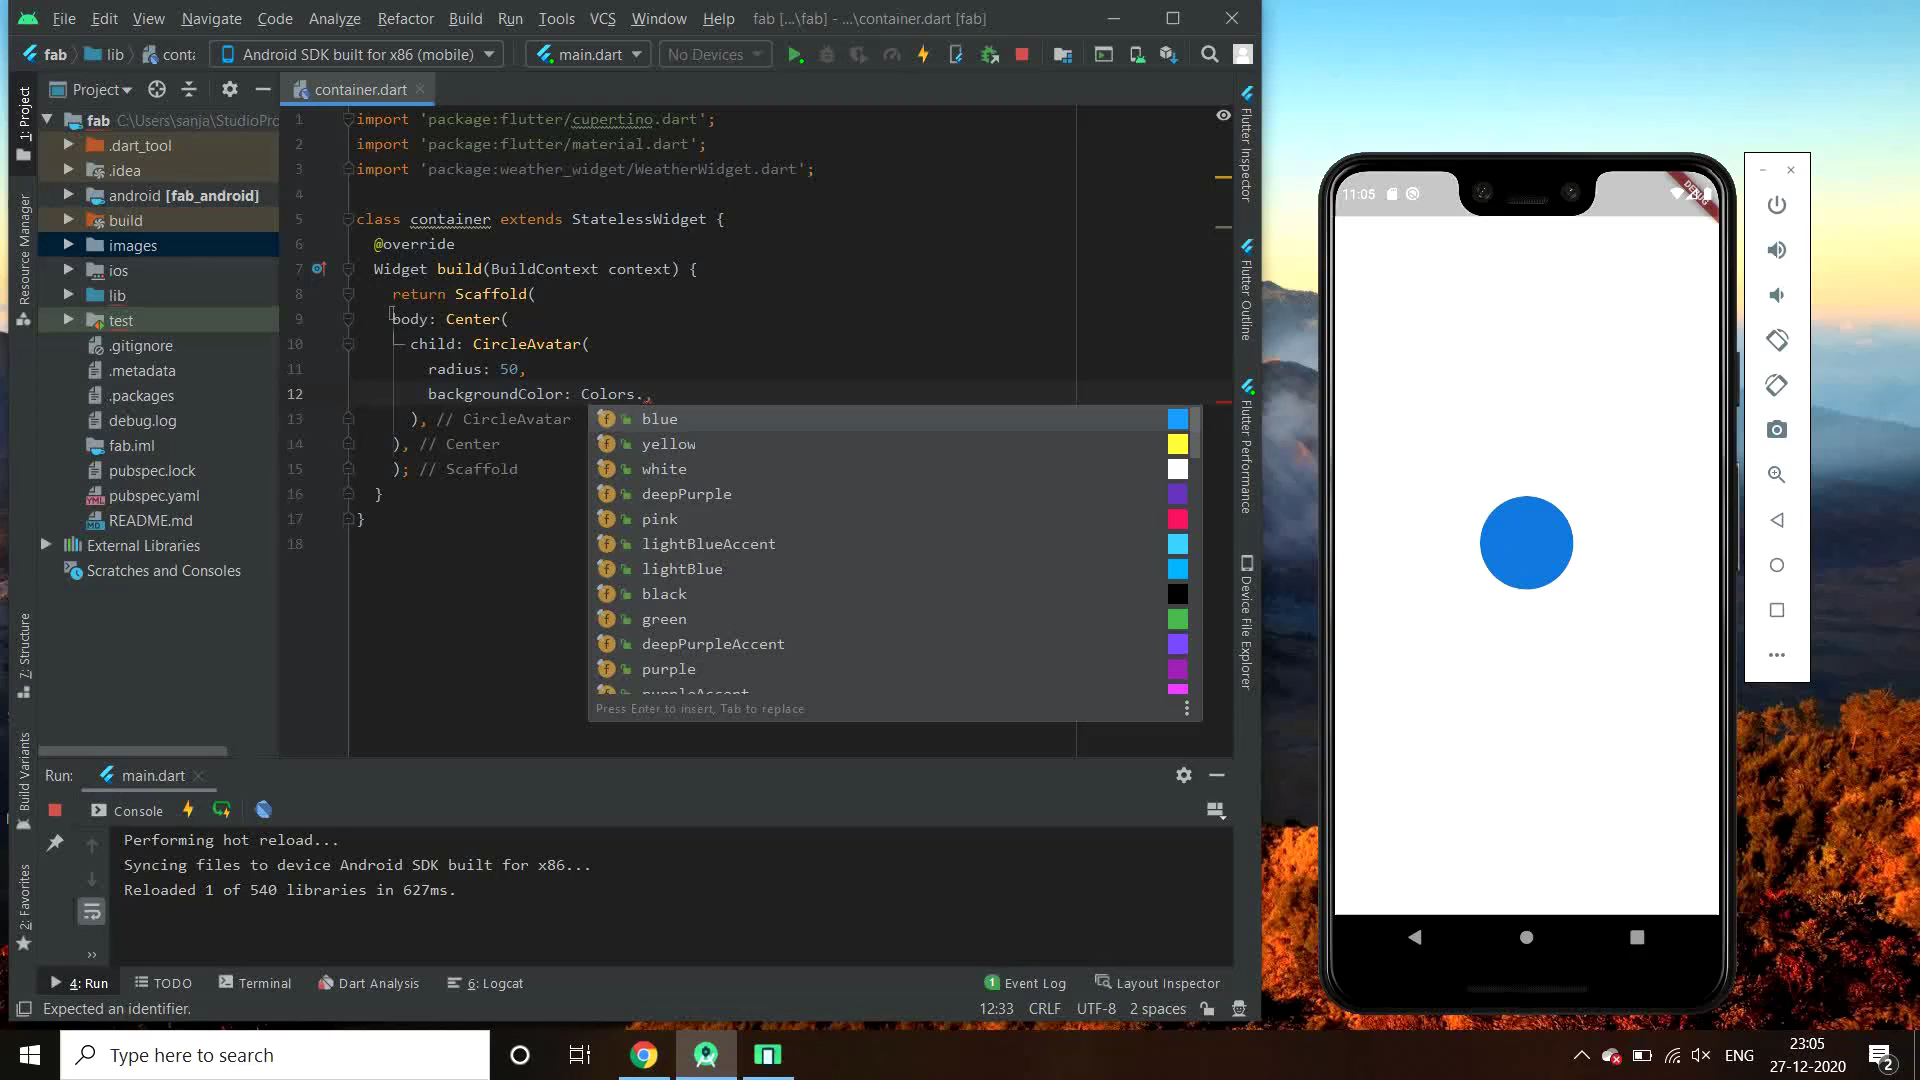 File Edit View Navigate Code Analyze Refactor Build Run Tools VCS Window Help fab [...\fab) - ...\container.dart [fab]
fab lib conta Android SDK built for x86 (mobile) main.dart No Devices
Project container.dart
fab C:\Users\sanja\StudioPro
.dart_tool
.idea
android [fab_android]
build
images
ios
lib
test
.gitignore
.metadata
.packages
debug.log
fab.iml
pubspec.lock
pubspec.yaml
README.md
External Libraries
Scratches and Consoles
1: Project
Resource Manager
7: Structure
Build Variants
2: Favorites
1 import 'package:flutter/cupertino.dart';
2 import 'package:flutter/material.dart';
3 import 'package:weather_widget/WeatherWidget.dart';
4
5 class container extends StatelessWidget {
6 @override
7 Widget build(BuildContext context) {
8 return Scaffold(
9 body: Center(
10 child: CircleAvatar(
11 radius: 50,
12 backgroundColor: Colors.,
13 ), // CircleAvatar
14 ), // Center
15 ); // Scaffold
16 }
17 }
18
blue
yellow
white
deepPurple
pink
lightBlueAccent
lightBlue
black
green
deepPurpleAccent
purple
purpleAccent
Press Enter to insert, Tab to replace
Flutter Inspector
Flutter Outline
Flutter Performance
Device File Explorer
Run: main.dart
Console
Performing hot reload...
Syncing files to device Android SDK built for x86...
Reloaded 1 of 540 libraries in 627ms.
4: Run TODO Terminal Dart Analysis 6: Logcat 1 Event Log Layout Inspector
Expected an identifier. 12:33 CRLF UTF-8 2 spaces
11:05
DEBUG
Type here to search
ENG
23:05
27-12-2020
2